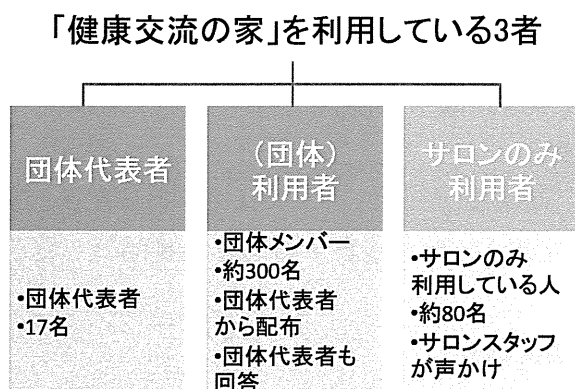 「健康交流の家」を利用している3者
団体代表者
（団体）
利用者
サロンのみ
利用者
•団体代表者
•17名
•団体メンバー
•約300名
•団体代表者
から配布
•団体代表者も
回答
•サロンのみ
利用している人
•約80名
•サロンスタッフ
が声かけ